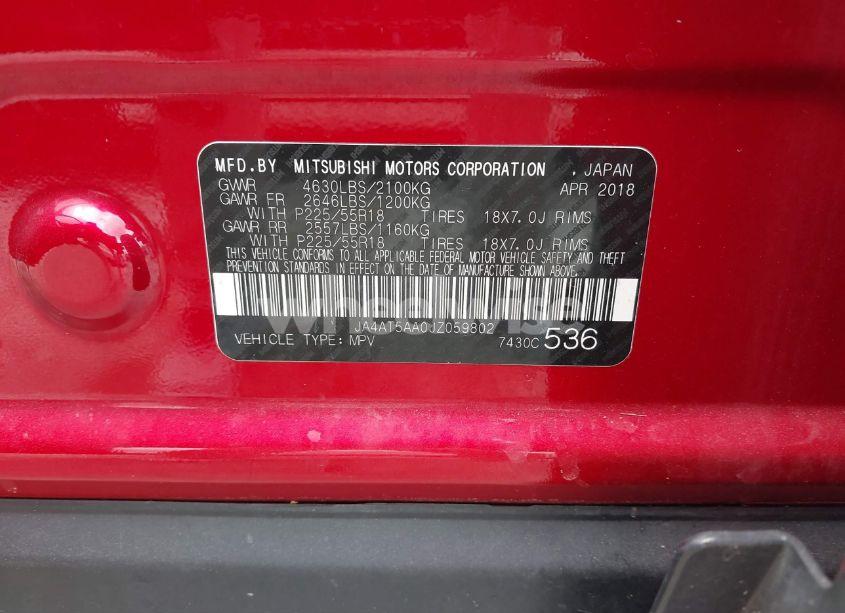 MFD.BY MITSUBISHI MOTORS CORPORATION , JAPAN
GVWR 4630LBS/2100KG APR 2018
GAWR FR 2646LBS/1200KG
WITH P225/55R18 TIRES 18X7.0J RIMS
GAWR RR 2557LBS/1160KG
WITH P225/55R18 TIRES 18X7.0J RIMS
THIS VEHICLE CONFORMS TO ALL APPLICABLE FEDERAL MOTOR VEHICLE SAFETY AND THEFT
PREVENTION STANDARDS IN EFFECT ON THE DATE OF MANUFACTURE SHOWN ABOVE.
JA4AT5AA0JZ059802
VEHICLE TYPE: MPV 7430C 536